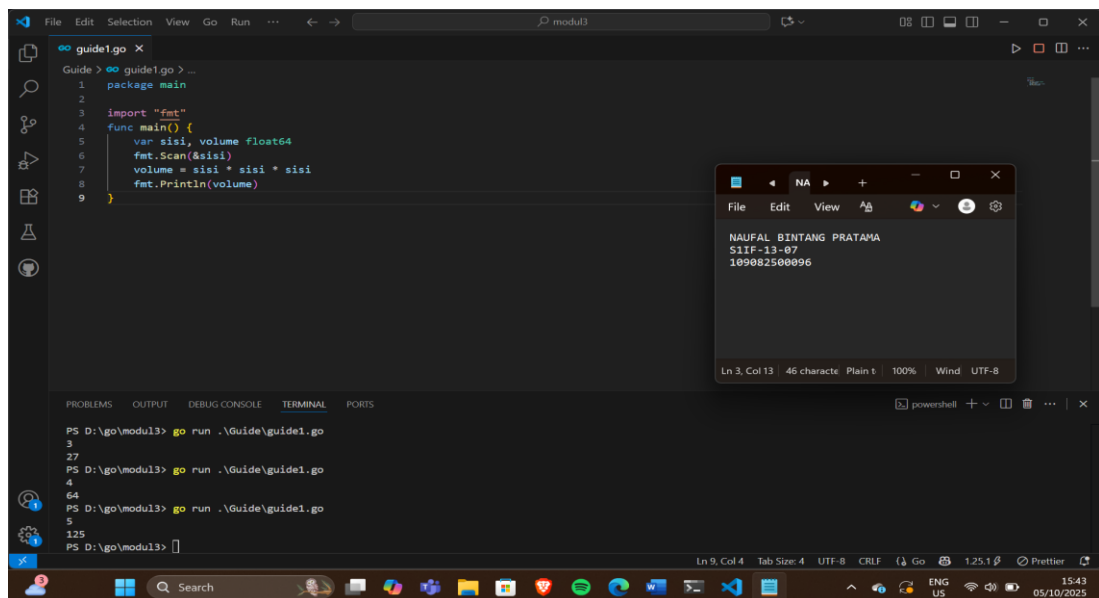 File Edit Selection View Go Run ... modul3
guide1.go
Guide > guide1.go > ...
1 package main
2
3 import "fmt"
4 func main() {
5 var sisi, volume float64
6 fmt.Scan(&sisi)
7 volume = sisi * sisi * sisi
8 fmt.Println(volume)
9 }
NA
File Edit View
NAUFAL BINTANG PRATAMA
S1IF-13-07
109082500096
Ln 3, Col 13 46 characte Plain t 100% Wind UTF-8
PROBLEMS OUTPUT DEBUG CONSOLE TERMINAL PORTS powershell
PS D:\go\modul3> go run .\Guide\guide1.go
3
27
PS D:\go\modul3> go run .\Guide\guide1.go
4
64
PS D:\go\modul3> go run .\Guide\guide1.go
5
125
PS D:\go\modul3>
Ln 9, Col 4 Tab Size: 4 UTF-8 CRLF Go 1.25.1 Prettier
3 Search ENG US 15:43 05/10/2025